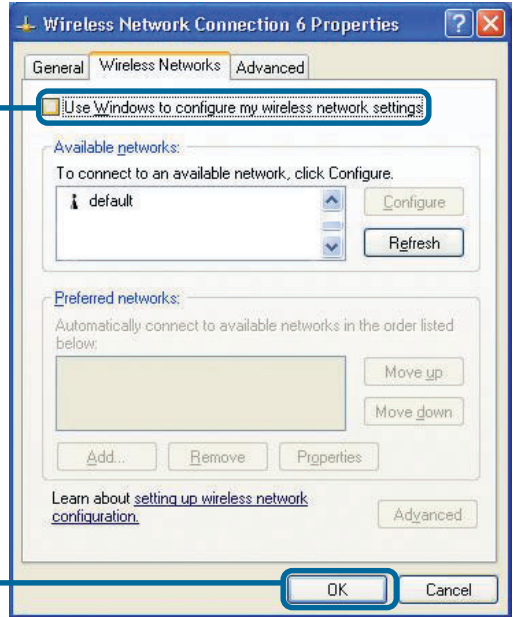 Wireless Network Connection 6 Properties
General Wireless Networks Advanced
Use Windows to configure my wireless network settings
Available networks:
To connect to an available network, click Configure.
default
Configure
Refresh
Preferred networks:
Automatically connect to available networks in the order listed
below:
Move up
Move down
Add... Remove Properties
Learn about setting up wireless network
configuration.
Advanced
OK Cancel